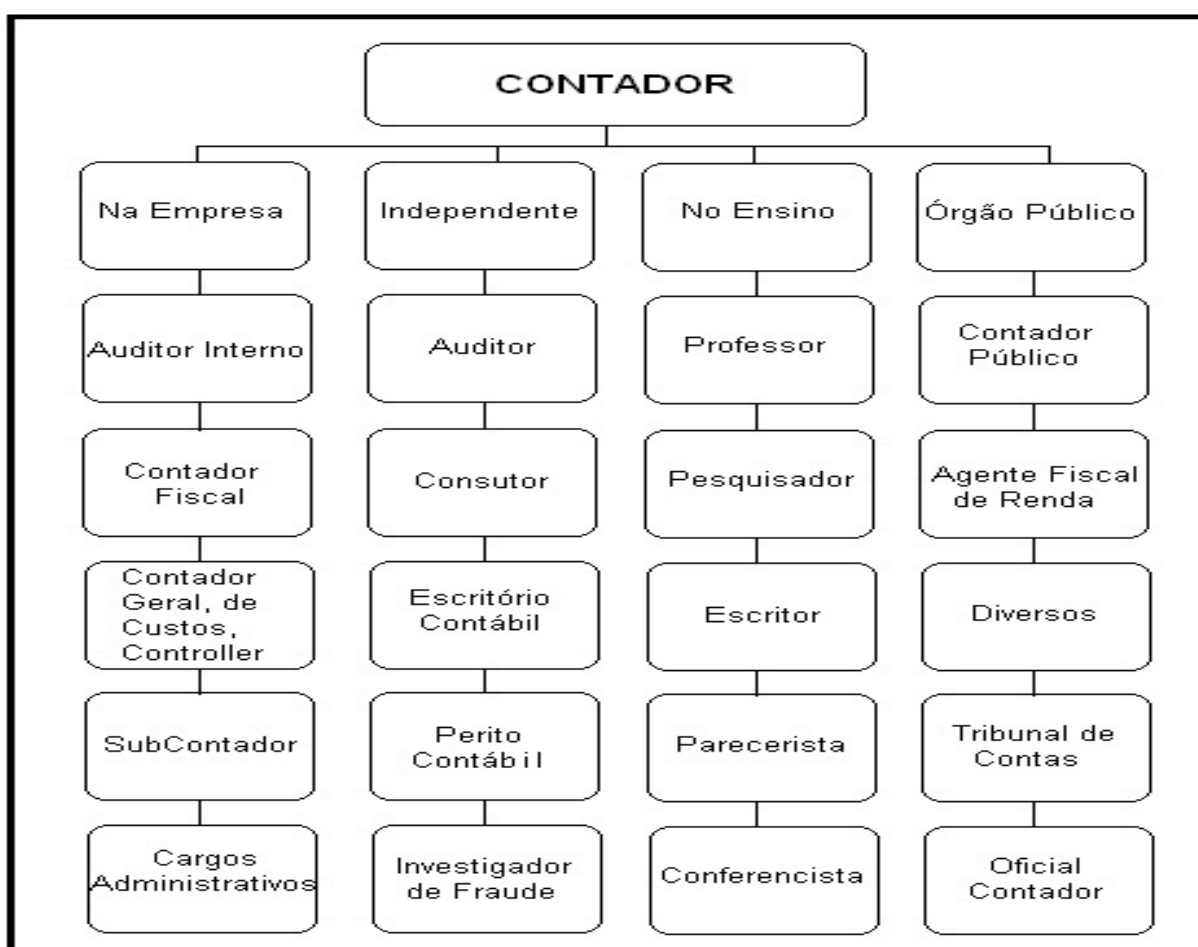 CONTADOR
Na Empresa
Independente
No Ensino
Órgão Público
Auditor Interno
Auditor
Professor
Contador
Público
Contador
Fiscal
Consutor
Pesquisador
Agente Fiscal
de Renda
Contador
Geral, de
Custos,
Controller
Escritório
Contábil
Escritor
Diversos
SubContador
Perito
Contábil
Parecerista
Tribunal de
Contas
Cargos
Administrativos
Investigador
de Fraude
Conferencista
Oficial
Contador